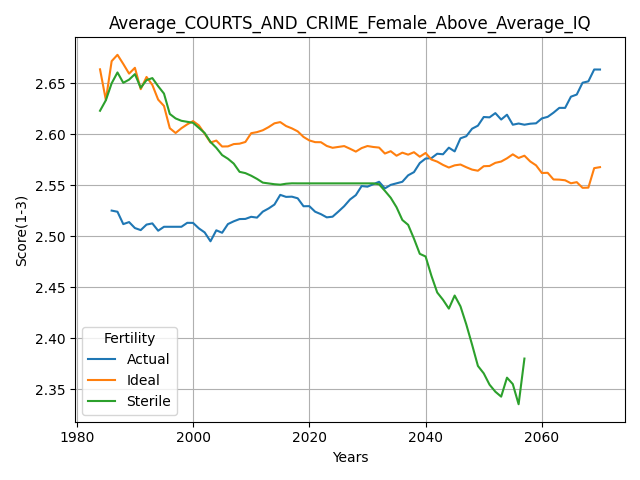 Average_COURTS_AND_CRIME_Female_Above_Average_IQ
Score(1-3)
2.65
2.60
2.55
2.50
2.45
2.40
2.35
Fertility
Actual
Ideal
Sterile
1980 2000 2020 2040 2060
Years